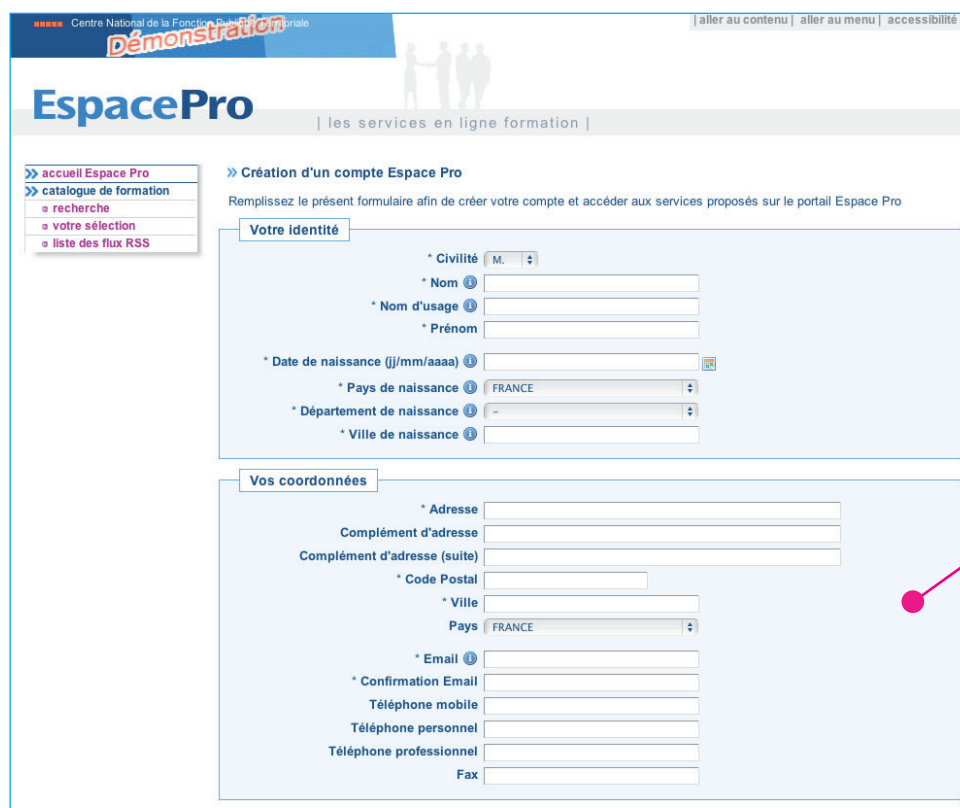 Centre National de la Fonction Publique Territoriale
Démonstration
| aller au contenu | aller au menu | accessibilité
EspacePro
| les services en ligne formation |
accueil Espace Pro
catalogue de formation
recherche
votre sélection
liste des flux RSS
Création d'un compte Espace Pro
Remplissez le présent formulaire afin de créer votre compte et accéder aux services proposés sur le portail Espace Pro
Votre identité
* Civilité M.
* Nom
* Nom d'usage
* Prénom
* Date de naissance (jj/mm/aaaa)
* Pays de naissance FRANCE
* Département de naissance –
* Ville de naissance
Vos coordonnées
* Adresse
Complément d'adresse
Complément d'adresse (suite)
* Code Postal
* Ville
Pays FRANCE
* Email
* Confirmation Email
Téléphone mobile
Téléphone personnel
Téléphone professionnel
Fax